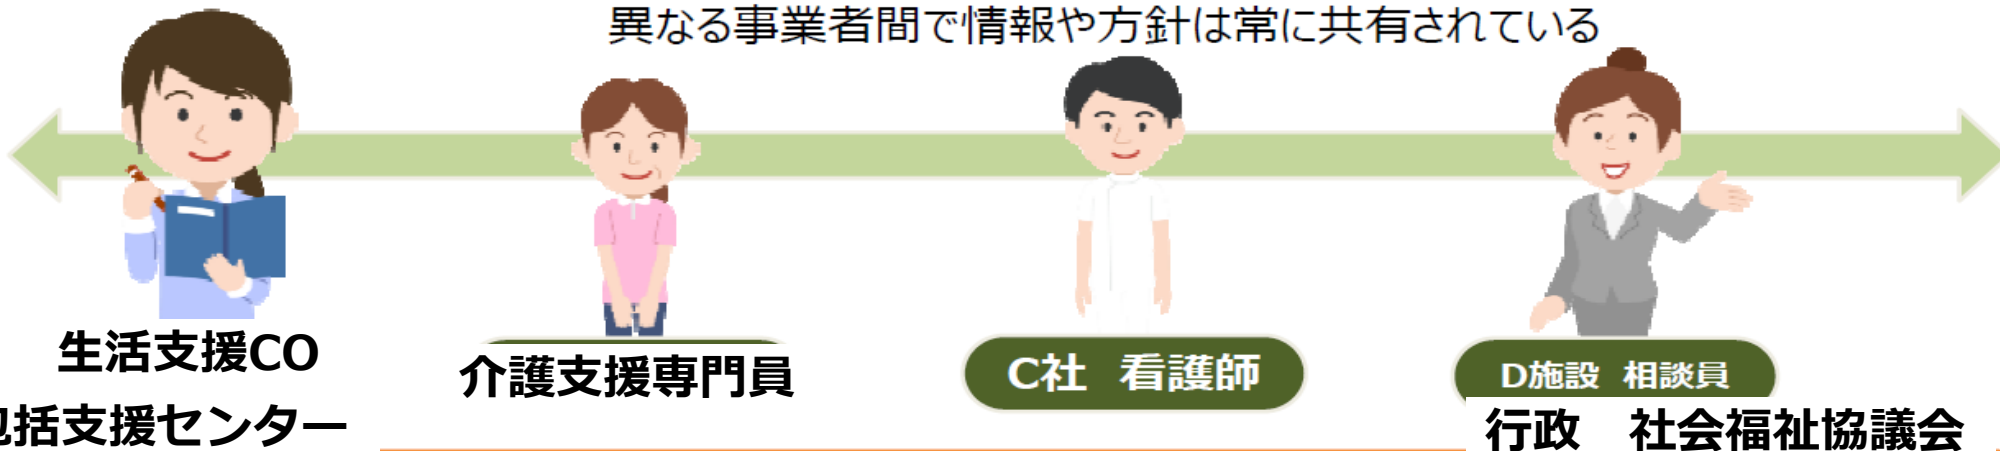 異なる事業者間で情報や方針は常に共有されている
生活支援CO
括支援センター
介護支援専門員
C社 看護師
D施設 相談員
行政 社会福祉協議会